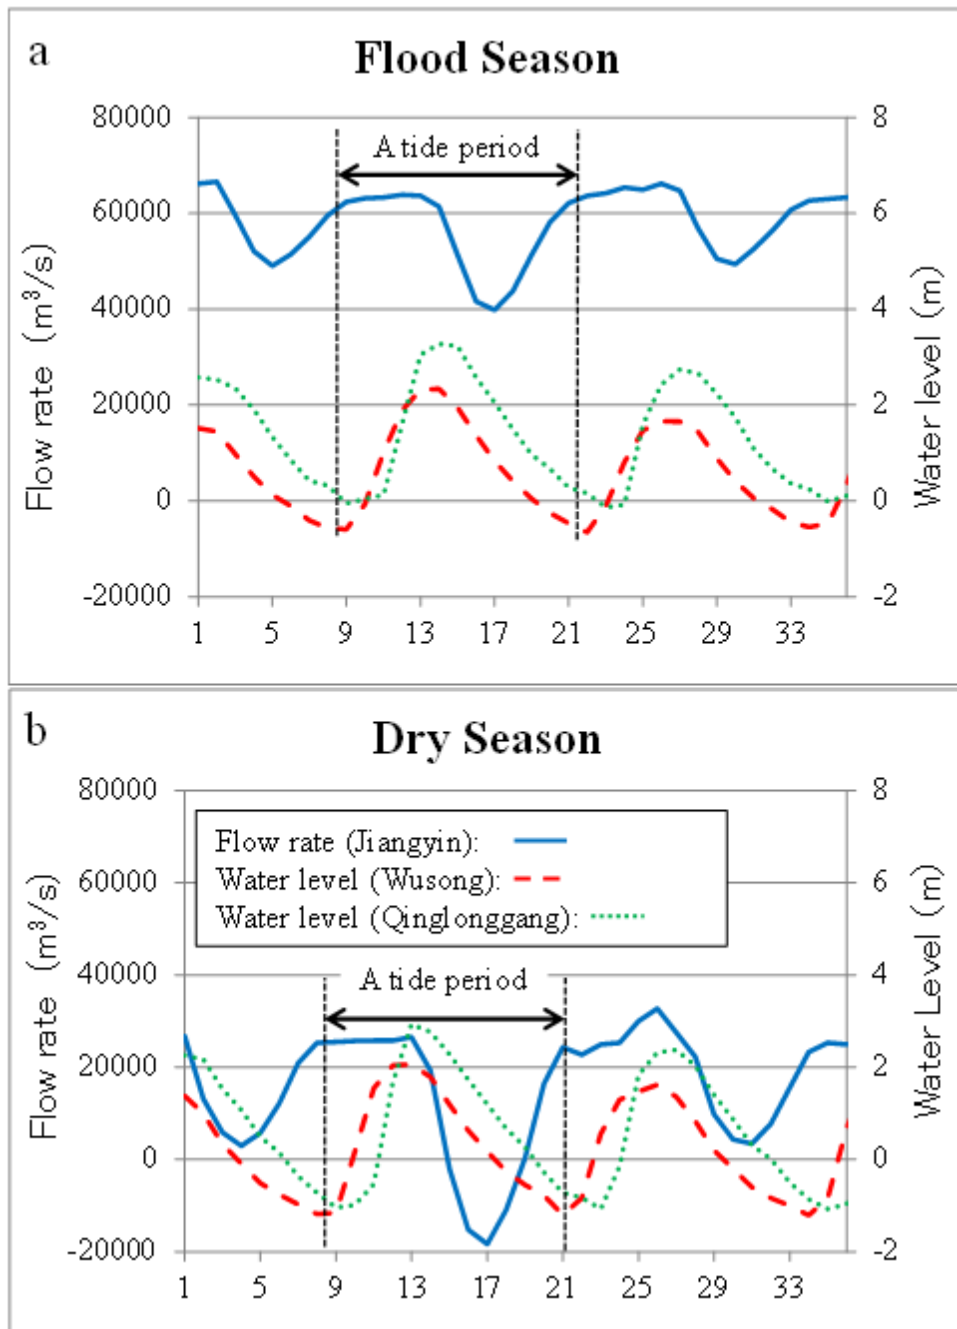 a
Flood Season
80000
60000
40000
20000
0
-20000
Flow rate (m³/s)
A tide period
8
6
4
2
0
-2
Water level (m)
1 5 9 13 17 21 25 29 33
b
Dry Season
80000
60000
40000
20000
0
-20000
Flow rate (m³/s)
Flow rate (Jiangyin):
Water level (Wusong):
Water level (Qinglonggang):
A tide period
8
6
4
2
0
-2
Water Level (m)
1 5 9 13 17 21 25 29 33